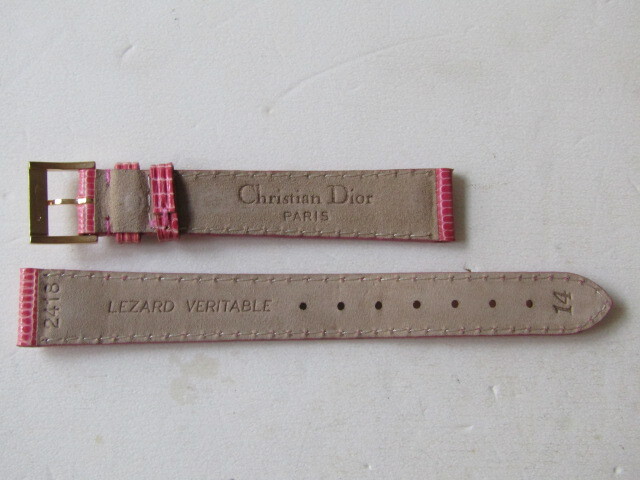 Christian Dior
PARIS
2418
LEZARD VERITABLE
14